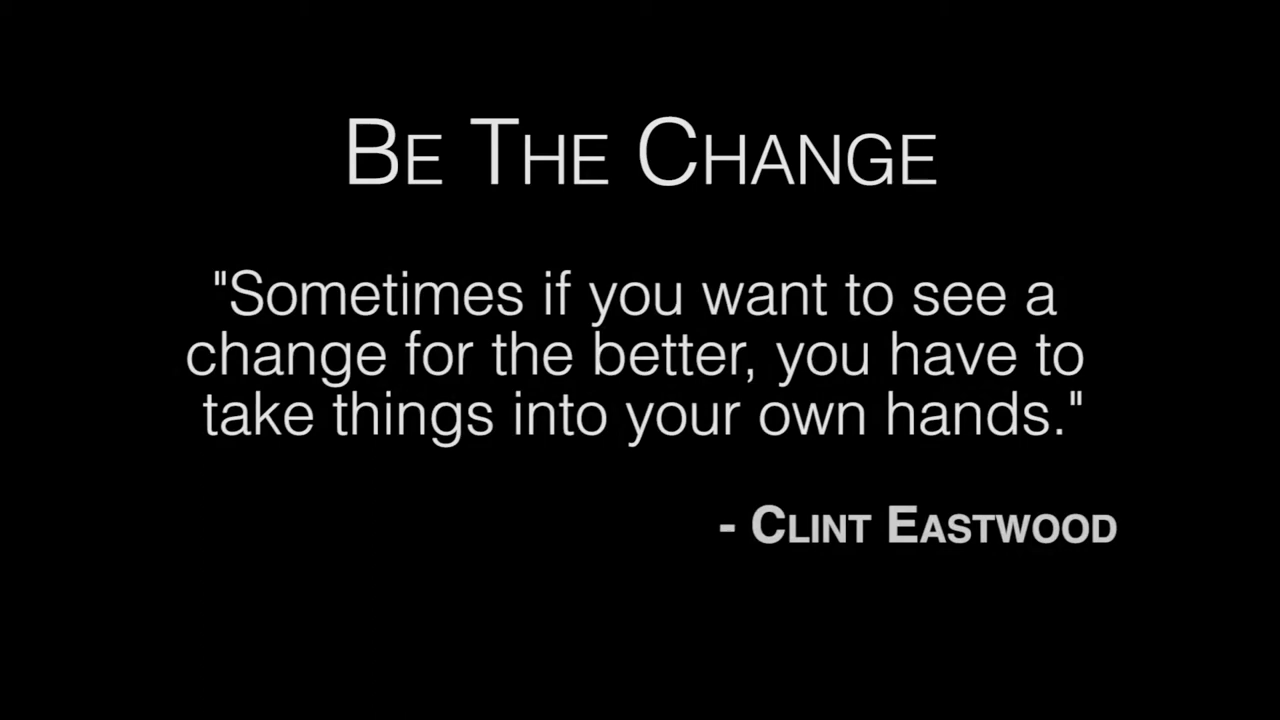 BE THE CHANGE
"Sometimes if you want to see a
change for the better, you have to
take things into your own hands."
- CLINT EASTWOOD